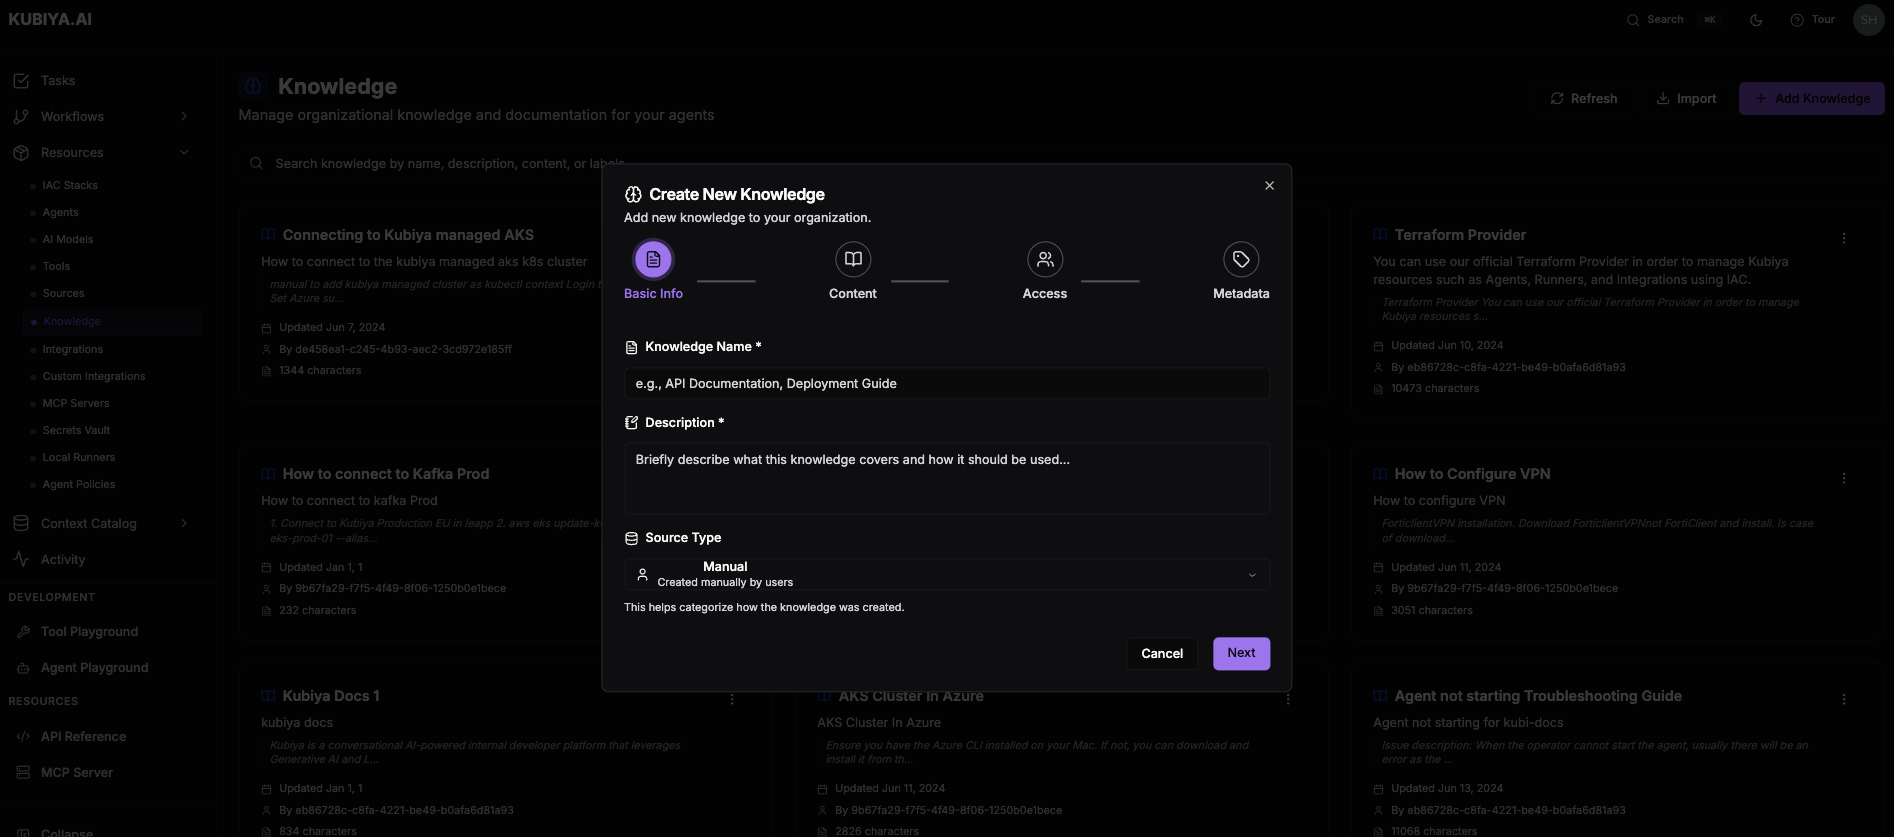 KUBIYA.AI
Search
⌘K
Tour
SH
Tasks
Workflows
Resources
IAC Stacks
Agents
AI Models
Tools
Sources
Knowledge
Integrations
Custom Integrations
MCP Servers
Secrets Vault
Local Runners
Agent Policies
Context Catalog
Activity
DEVELOPMENT
Tool Playground
Agent Playground
RESOURCES
API Reference
MCP Server
Collapse
Knowledge
Manage organizational knowledge and documentation for your agents
Refresh
Import
+ Add Knowledge
Search knowledge by name, description, content, or labels
Connecting to Kubiya managed AKS
How to connect to the kubiya managed aks k8s cluster
manual to add kubiya managed cluster as kubectl context Login t
Set Azure su...
Updated Jun 7, 2024
By de458ea1-c245-4b93-aec2-3cd972e185ff
1344 characters
Terraform Provider
You can use our official Terraform Provider in order to manage Kubiya
resources such as Agents, Runners, and Integrations using IAC.
Terraform Provider You can use our official Terraform Provider in order to manage
Kubiya resources s...
Updated Jun 10, 2024
By eb86728c-c8fa-4221-be49-b0afa6d81a93
10473 characters
How to connect to Kafka Prod
How to connect to kafka Prod
1. Connect to Kubiya Production EU in leapp 2. aws eks update-k
eks-prod-01 --alias...
Updated Jan 1, 1
By 9b67fa29-f7f5-4f49-8f06-1250b0e1bece
232 characters
How to Configure VPN
How to configure VPN
ForticlientVPN installation. Download ForticlientVPNnot FortiClient and install. Is case
of download...
Updated Jun 11, 2024
By 9b67fa29-f7f5-4f49-8f06-1250b0e1bece
3051 characters
Kubiya Docs 1
kubiya docs
Kubiya is a conversational AI-powered internal developer platform that leverages
Generative AI and L...
Updated Jan 1, 1
By eb86728c-c8fa-4221-be49-b0afa6d81a93
834 characters
AKS Cluster In Azure
AKS Cluster In Azure
Ensure you have the Azure CLI installed on your Mac. If not, you can download and
install it from th...
Updated Jun 11, 2024
By 9b67fa29-f7f5-4f49-8f06-1250b0e1bece
2826 characters
Agent not starting Troubleshooting Guide
Agent not starting for kubi-docs
Issue description: When the operator cannot start the agent, usually there will be an
error as the ...
Updated Jun 13, 2024
By eb86728c-c8fa-4221-be49-b0afa6d81a93
11068 characters
Create New Knowledge
Add new knowledge to your organization.
Basic Info
Content
Access
Metadata
Knowledge Name *
e.g., API Documentation, Deployment Guide
Description *
Briefly describe what this knowledge covers and how it should be used...
Source Type
Manual
Created manually by users
This helps categorize how the knowledge was created.
Cancel
Next